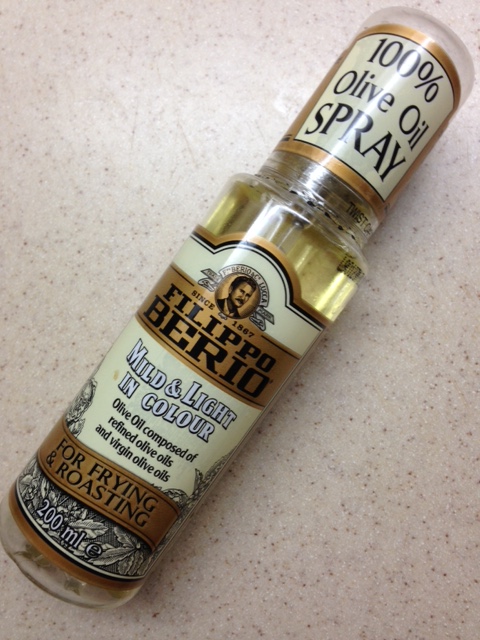 100%
Olive Oil
SPRAY
TWIST
SINCE 1867
FILIPPO
BERIO
MILD & LIGHT
IN COLOUR
Olive Oil composed of
refined olive oils
and virgin olive oils
FOR FRYING
& ROASTING
200 ml e